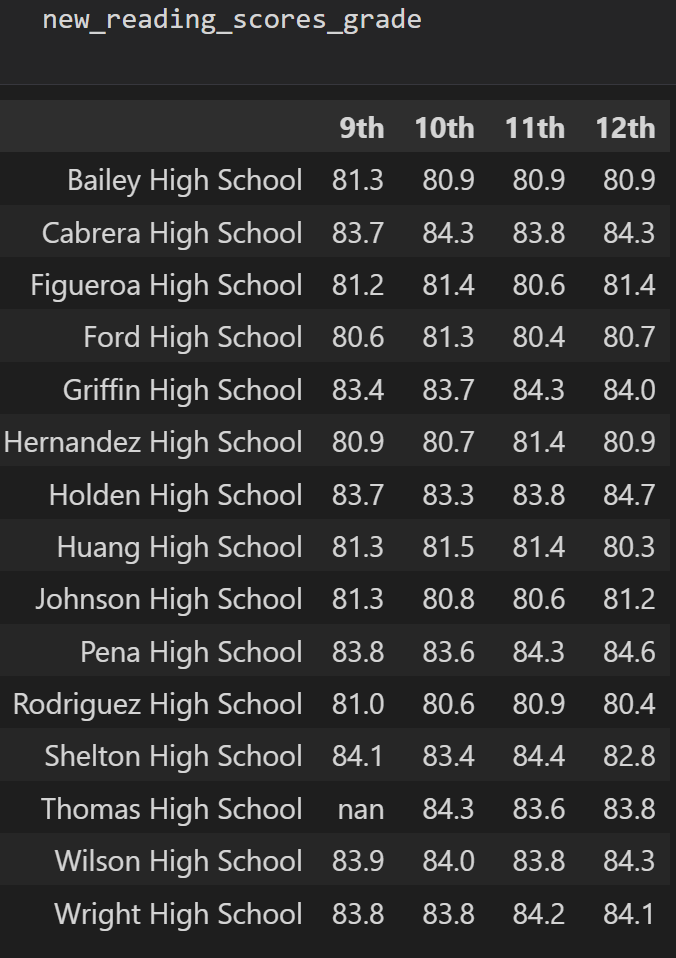 new_reading_scores_grade
9th 10th 11th 12th
Bailey High School 81.3 80.9 80.9 80.9
Cabrera High School 83.7 84.3 83.8 84.3
Figueroa High School 81.2 81.4 80.6 81.4
Ford High School 80.6 81.3 80.4 80.7
Griffin High School 83.4 83.7 84.3 84.0
Hernandez High School 80.9 80.7 81.4 80.9
Holden High School 83.7 83.3 83.8 84.7
Huang High School 81.3 81.5 81.4 80.3
Johnson High School 81.3 80.8 80.6 81.2
Pena High School 83.8 83.6 84.3 84.6
Rodriguez High School 81.0 80.6 80.9 80.4
Shelton High School 84.1 83.4 84.4 82.8
Thomas High School nan 84.3 83.6 83.8
Wilson High School 83.9 84.0 83.8 84.3
Wright High School 83.8 83.8 84.2 84.1